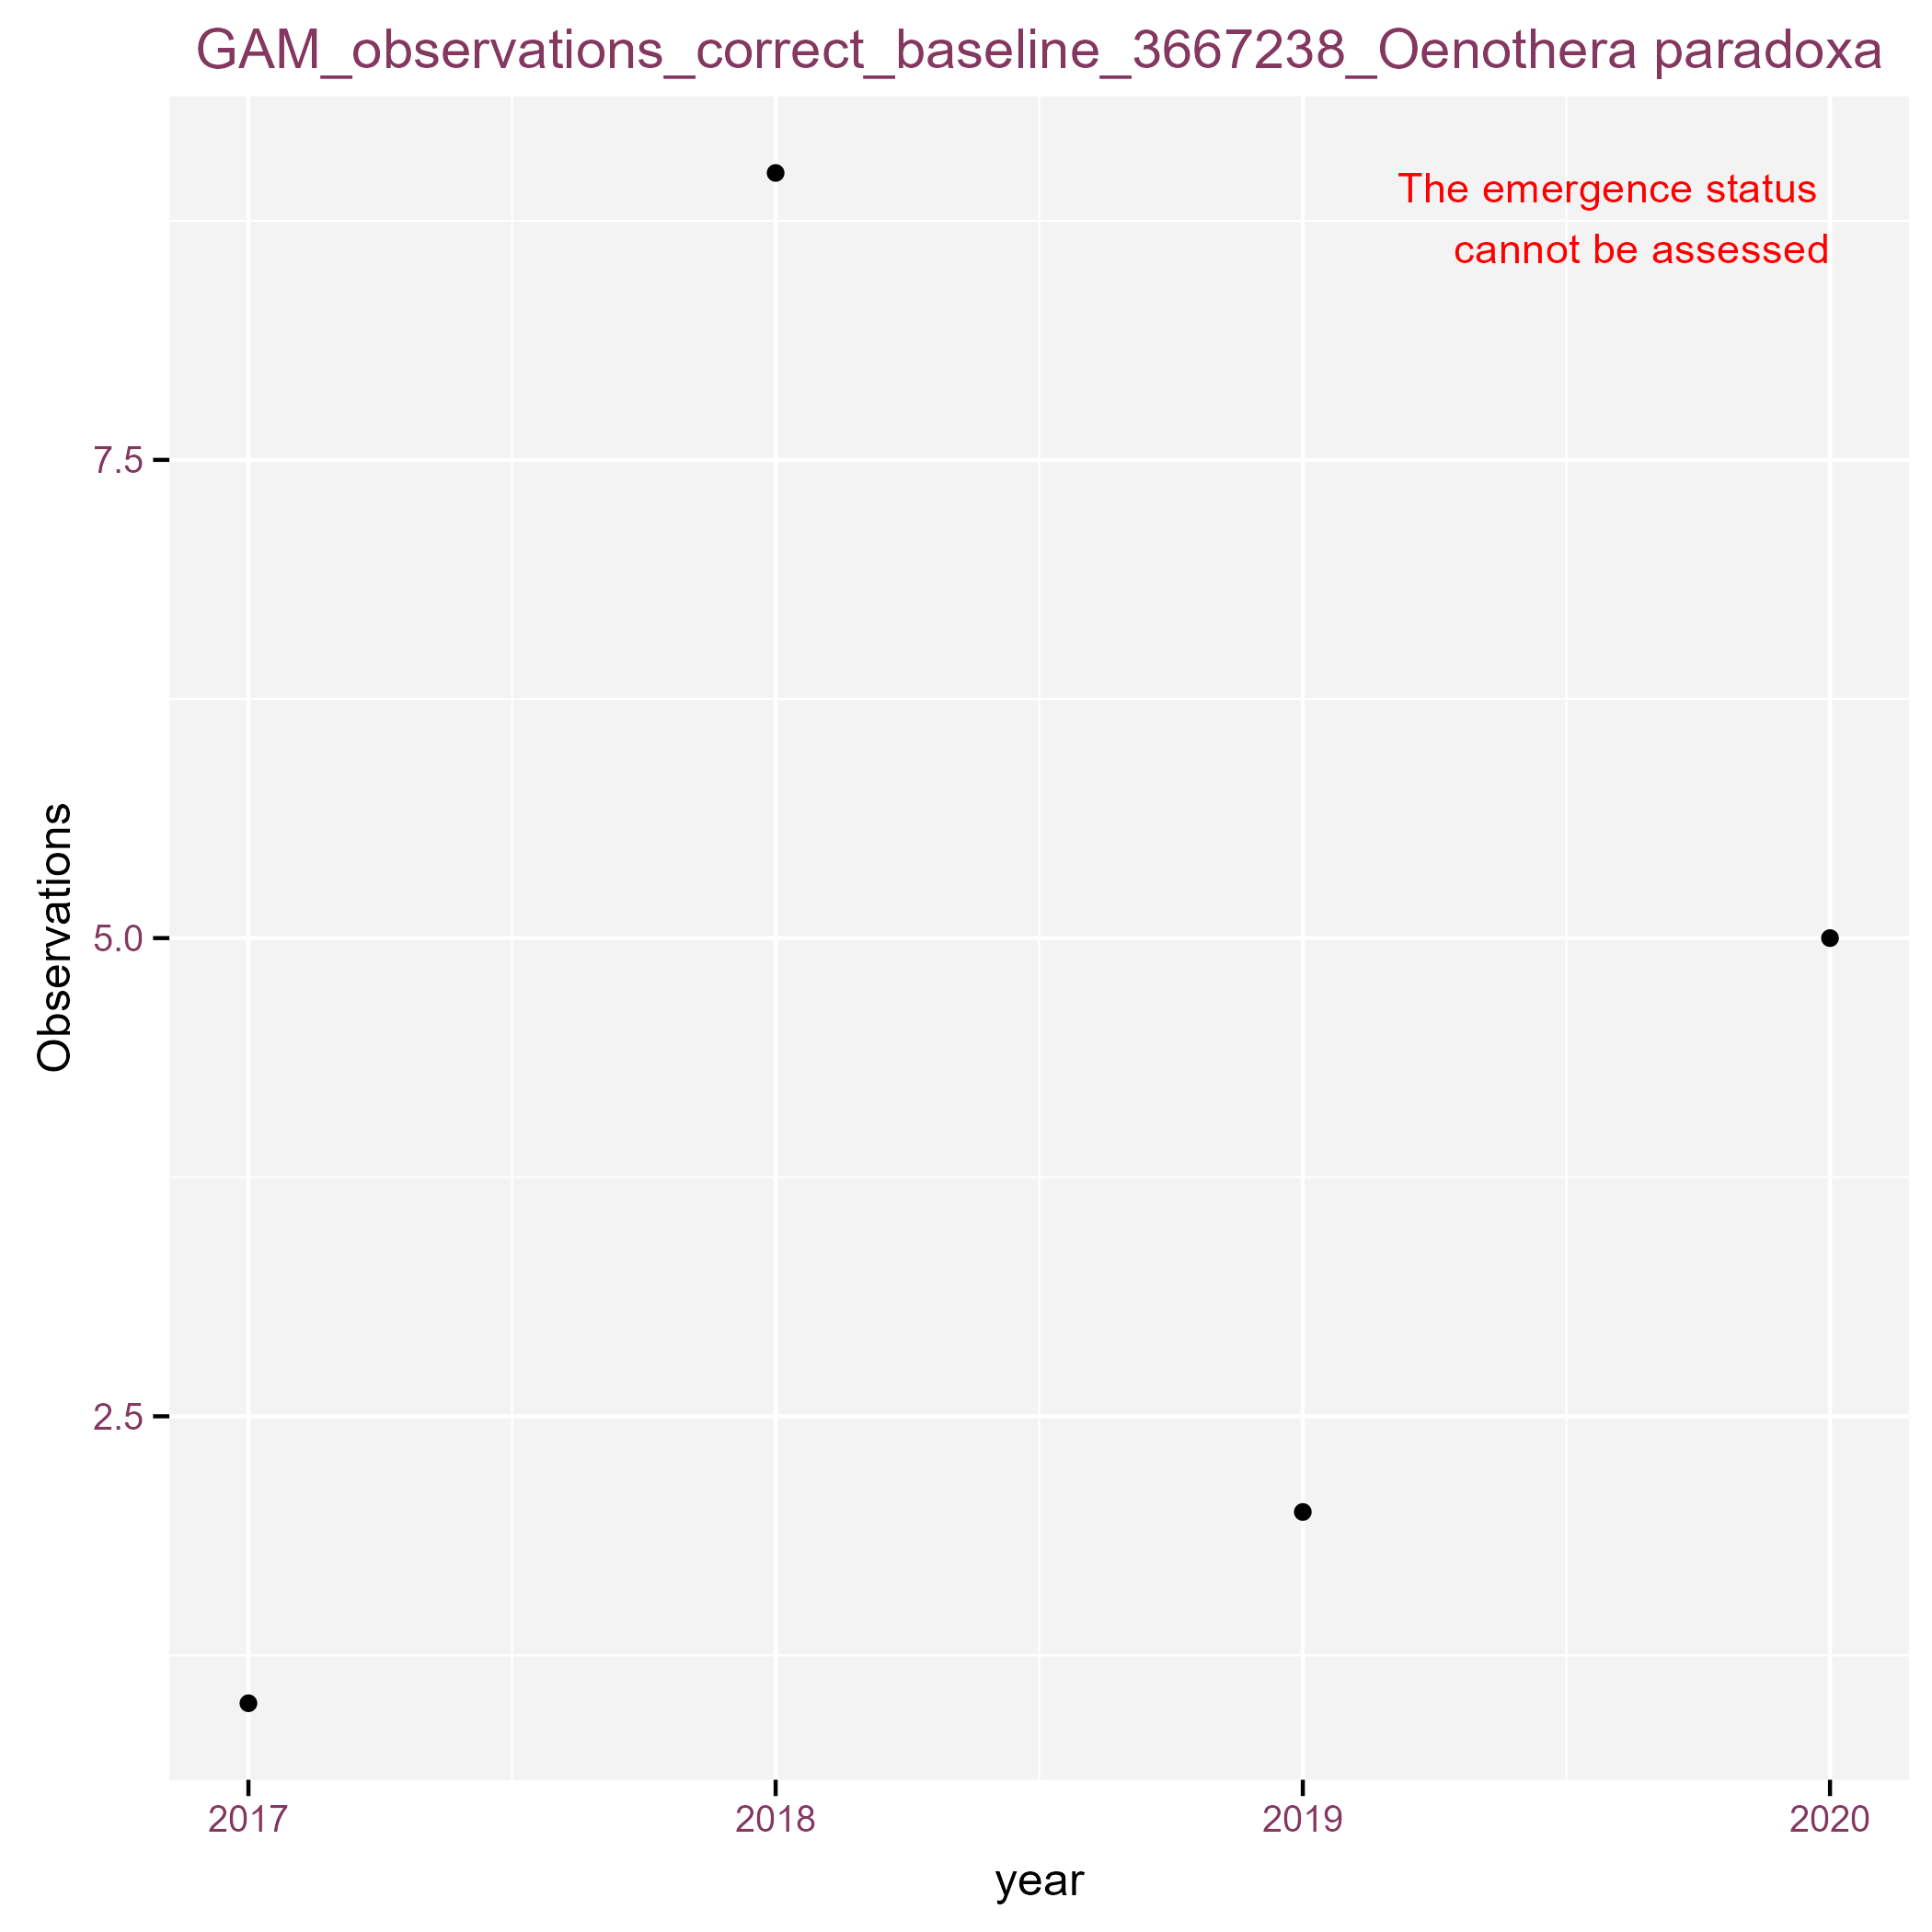 GAM_observations_correct_baseline_3667238_Oenothera paradoxa
The emergence status
cannot be assessed
7.5
5.0
2.5
Observations
2017
2018
2019
2020
year